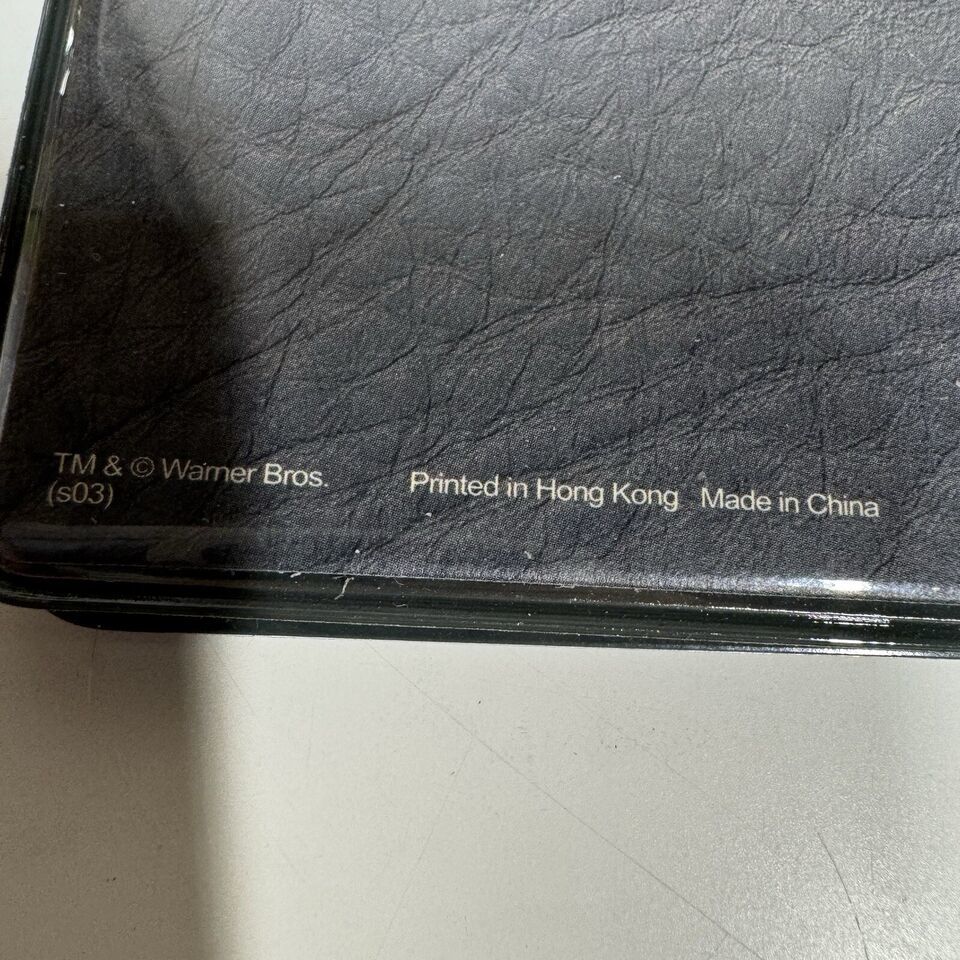 TM & © Warner Bros.
(s03)
Printed in Hong Kong Made in China